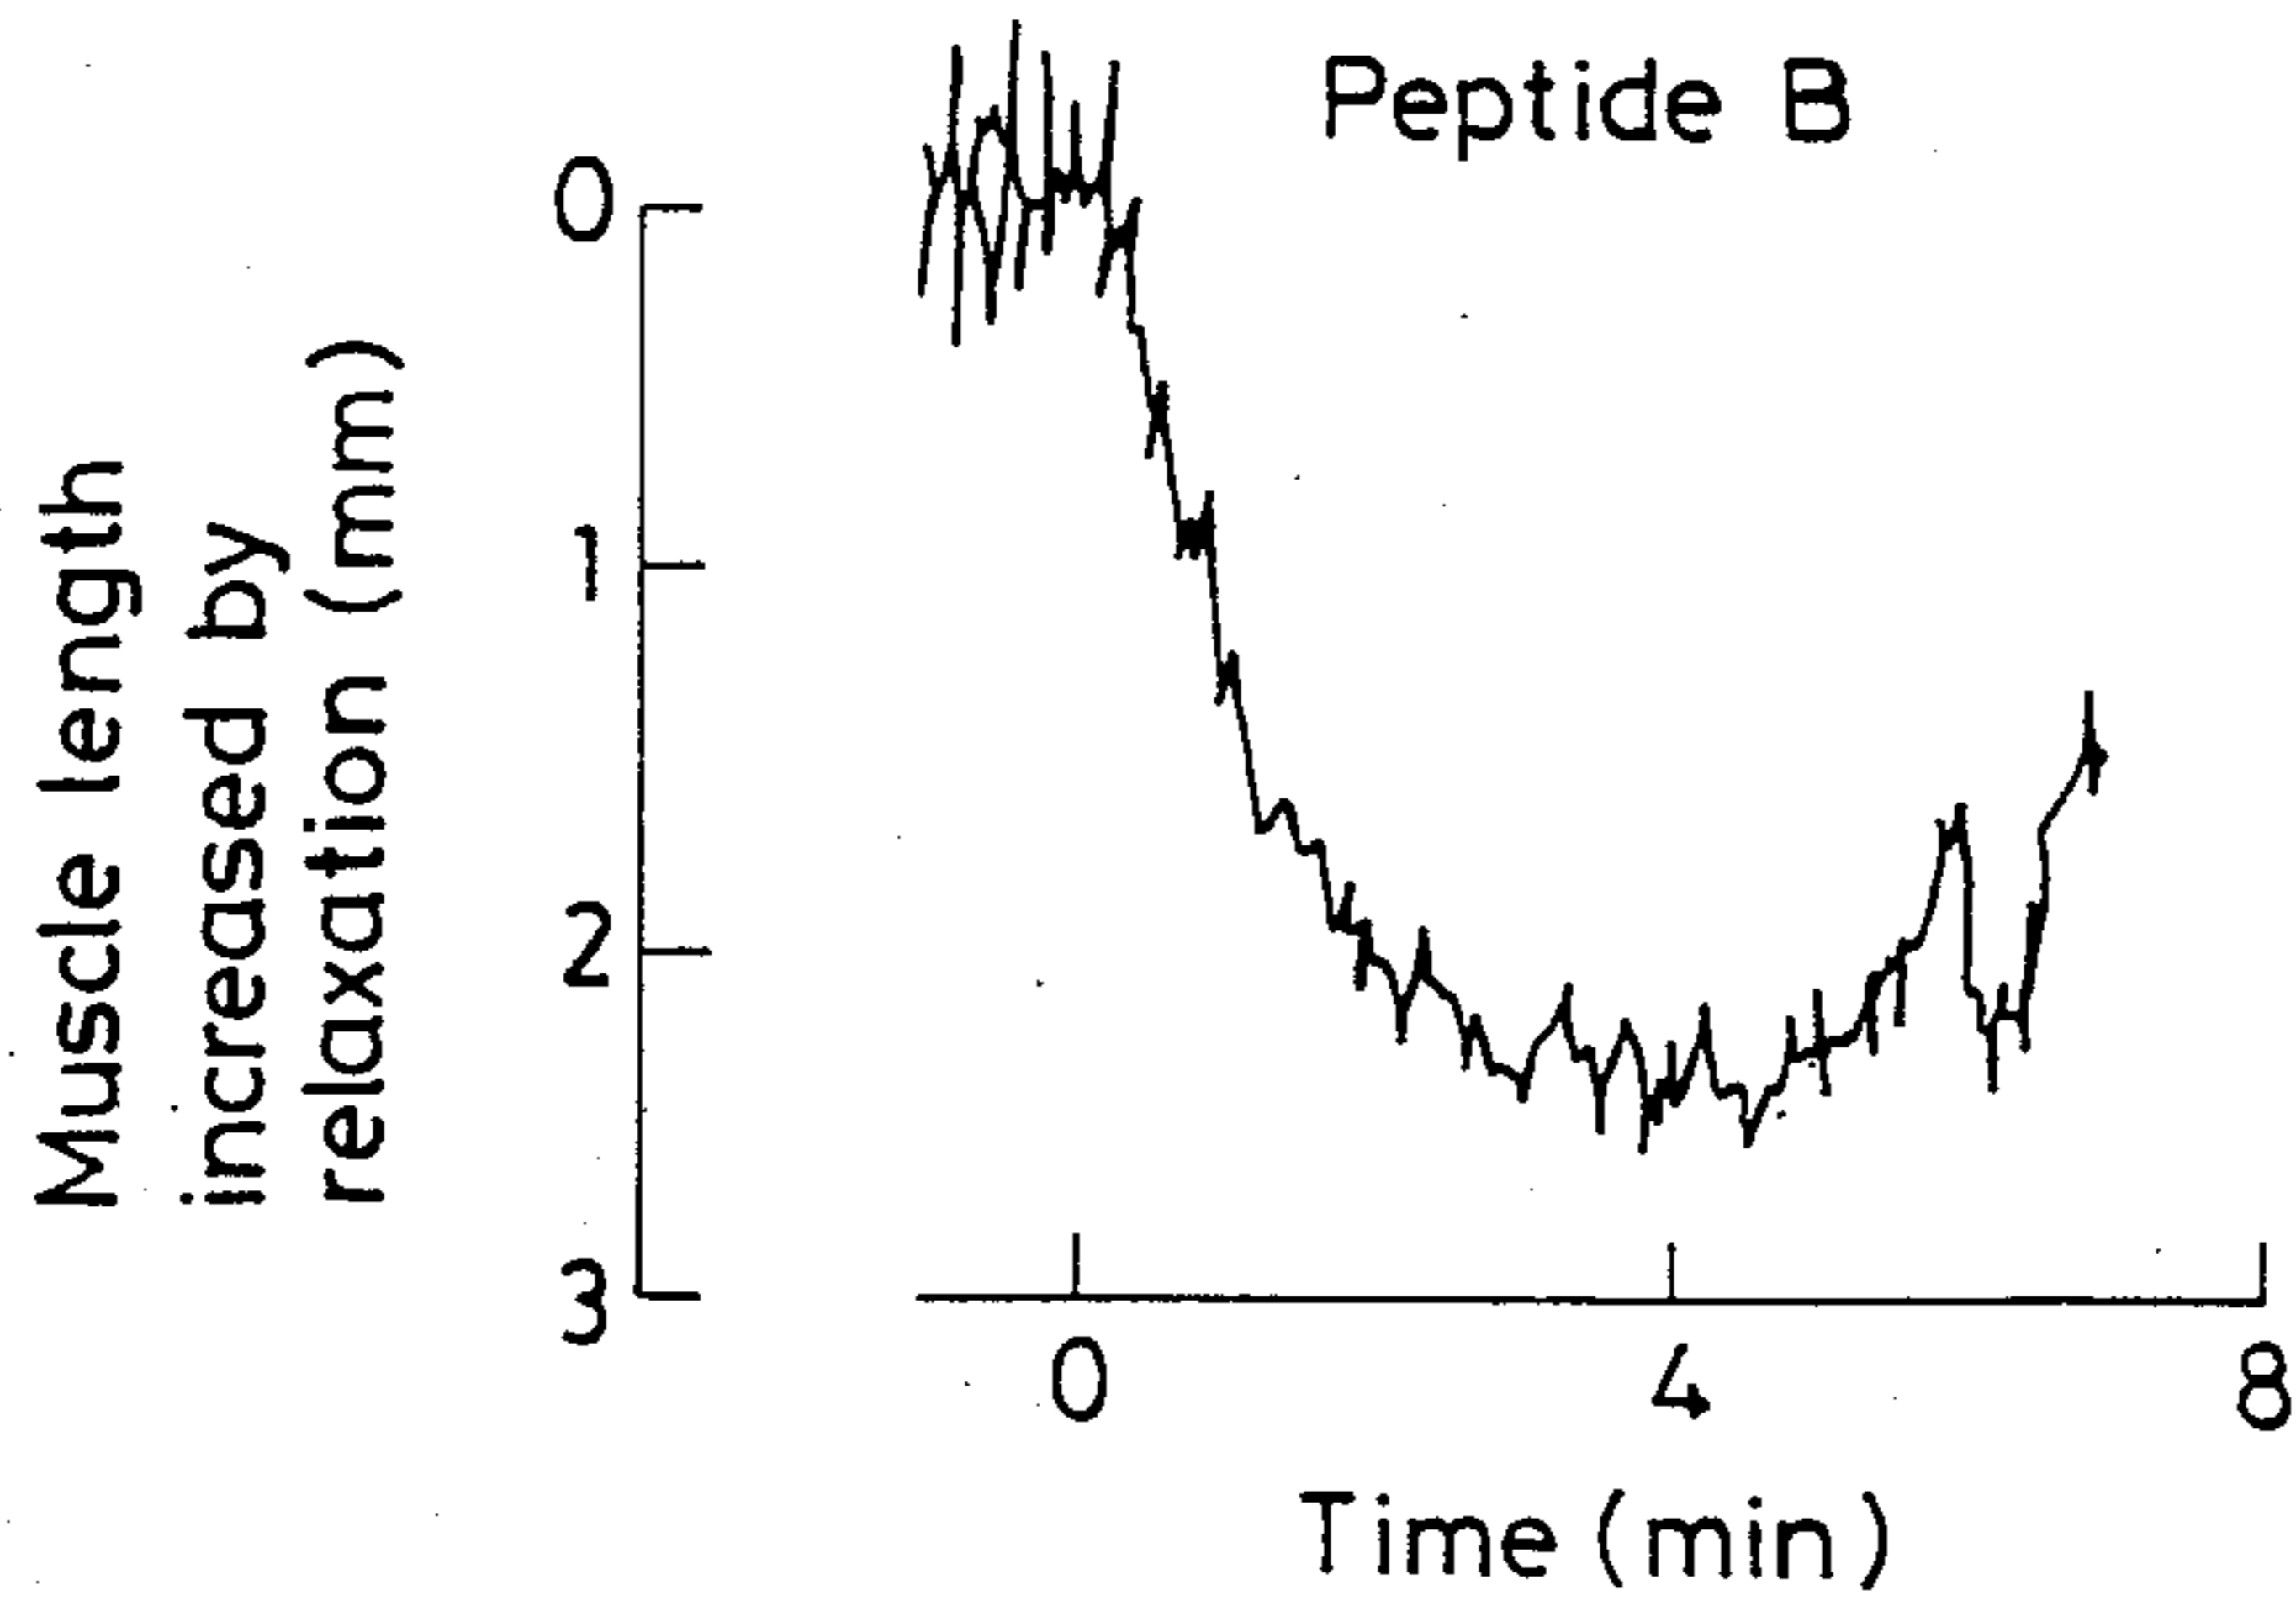 Peptide B
Muscle length
increased by
relaxation (mm)
0
1
2
3
0 4 8
Time (min)